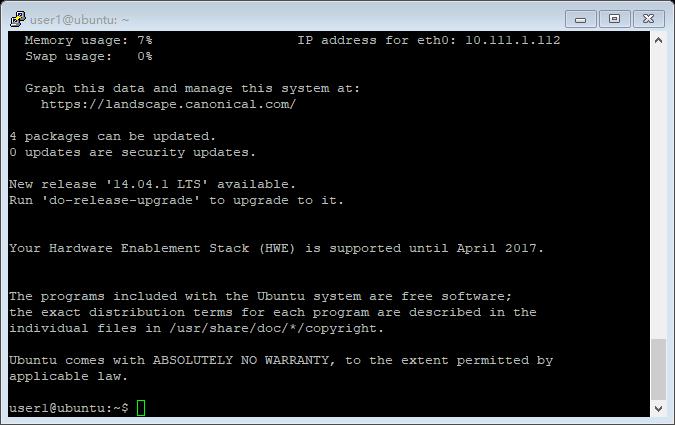 user1@ubuntu: ~
Memory usage: 7% IP address for eth0: 10.111.1.112
Swap usage: 0%
Graph this data and manage this system at:
https://landscape.canonical.com/
4 packages can be updated.
0 updates are security updates.
New release '14.04.1 LTS' available.
Run 'do-release-upgrade' to upgrade to it.
Your Hardware Enablement Stack (HWE) is supported until April 2017.
The programs included with the Ubuntu system are free software;
the exact distribution terms for each program are described in the
individual files in /usr/share/doc/*/copyright.
Ubuntu comes with ABSOLUTELY NO WARRANTY, to the extent permitted by
applicable law.
user1@ubuntu:~$